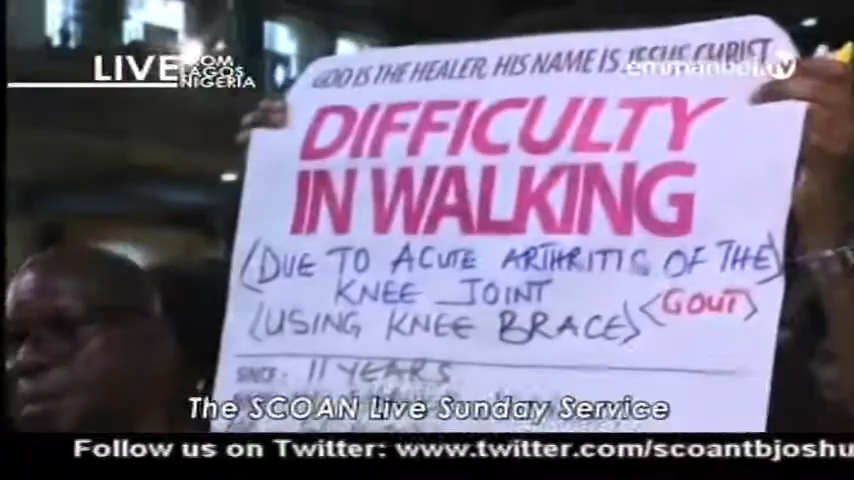 LIVE FROM LAGOS NIGERIA
emmanuel.tv
GOD IS THE HEALER, HIS NAME IS JESUS CHRIST
DIFFICULTY
IN WALKING
(DUE TO ACUTE ARTHRITIS OF THE)
KNEE JOINT
(GOUT)
(USING KNEE BRACE)
SINCE: 11 YEARS
The SCOAN Live Sunday Service
Follow us on Twitter: www.twitter.com/scoantbjoshu